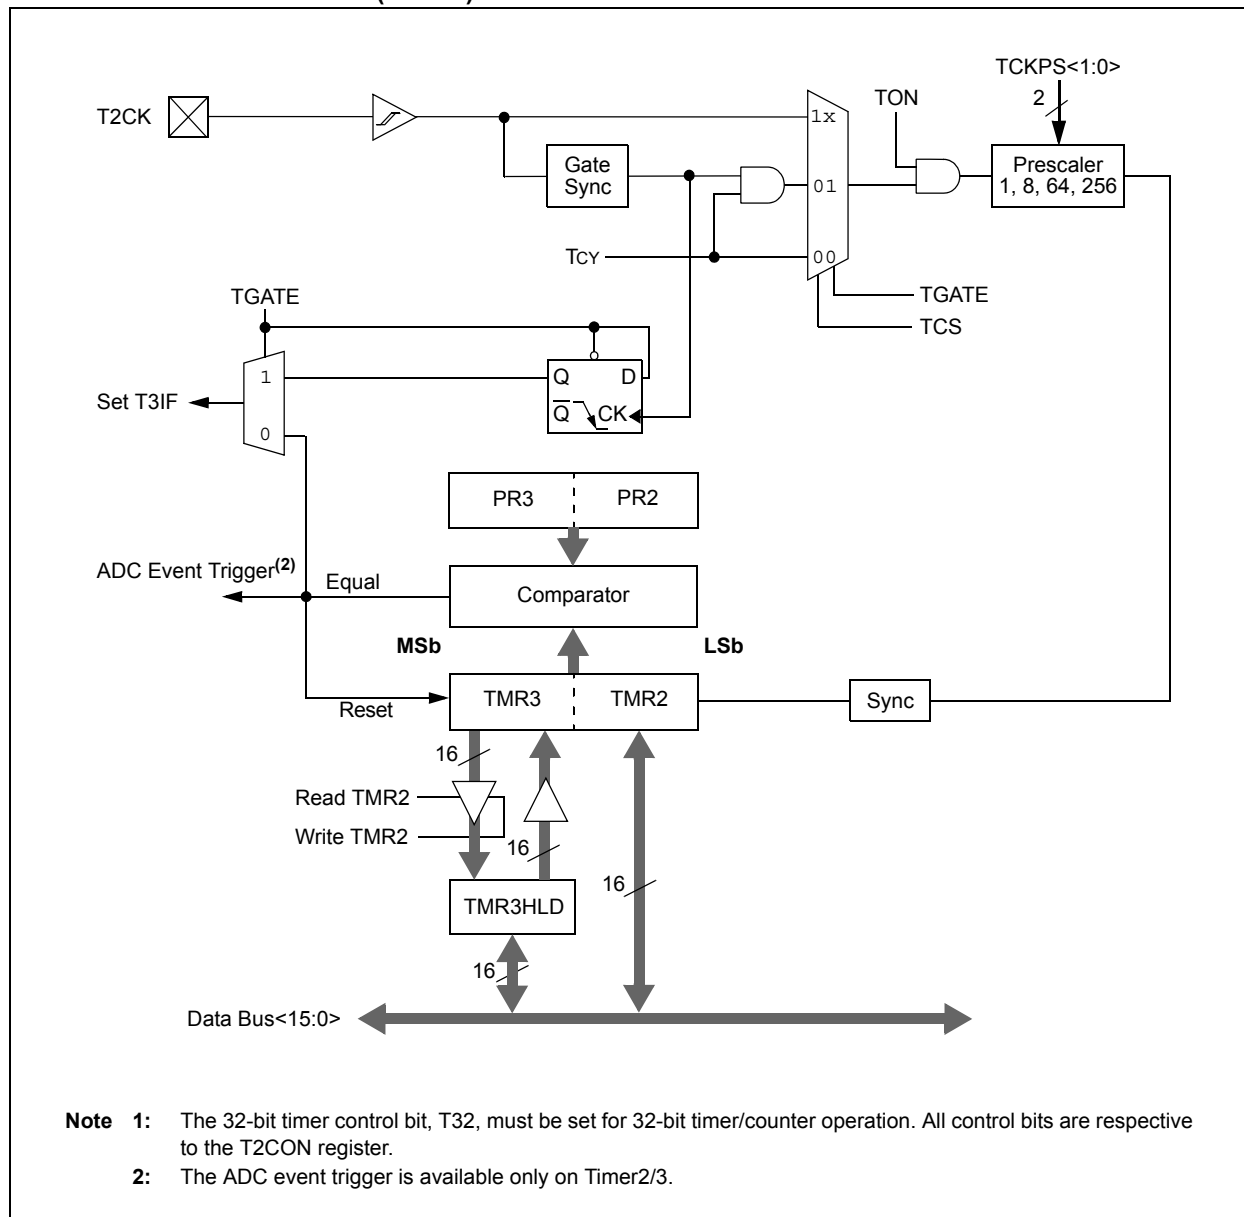 TCKPS<1:0>
2
TON
T2CK
1x
Gate
Sync
Prescaler
1, 8, 64, 256
01
TCY
00
TGATE
TGATE
TCS
1
Q
D
Set T3IF
Q
CK
0
PR3
PR2
ADC Event Trigger(2)
Equal
Comparator
MSb
LSb
TMR3
TMR2
Sync
Reset
16
Read TMR2
Write TMR2
16
16
TMR3HLD
16
Data Bus<15:0>
Note 1: The 32-bit timer control bit, T32, must be set for 32-bit timer/counter operation. All control bits are respective
to the T2CON register.
2: The ADC event trigger is available only on Timer2/3.